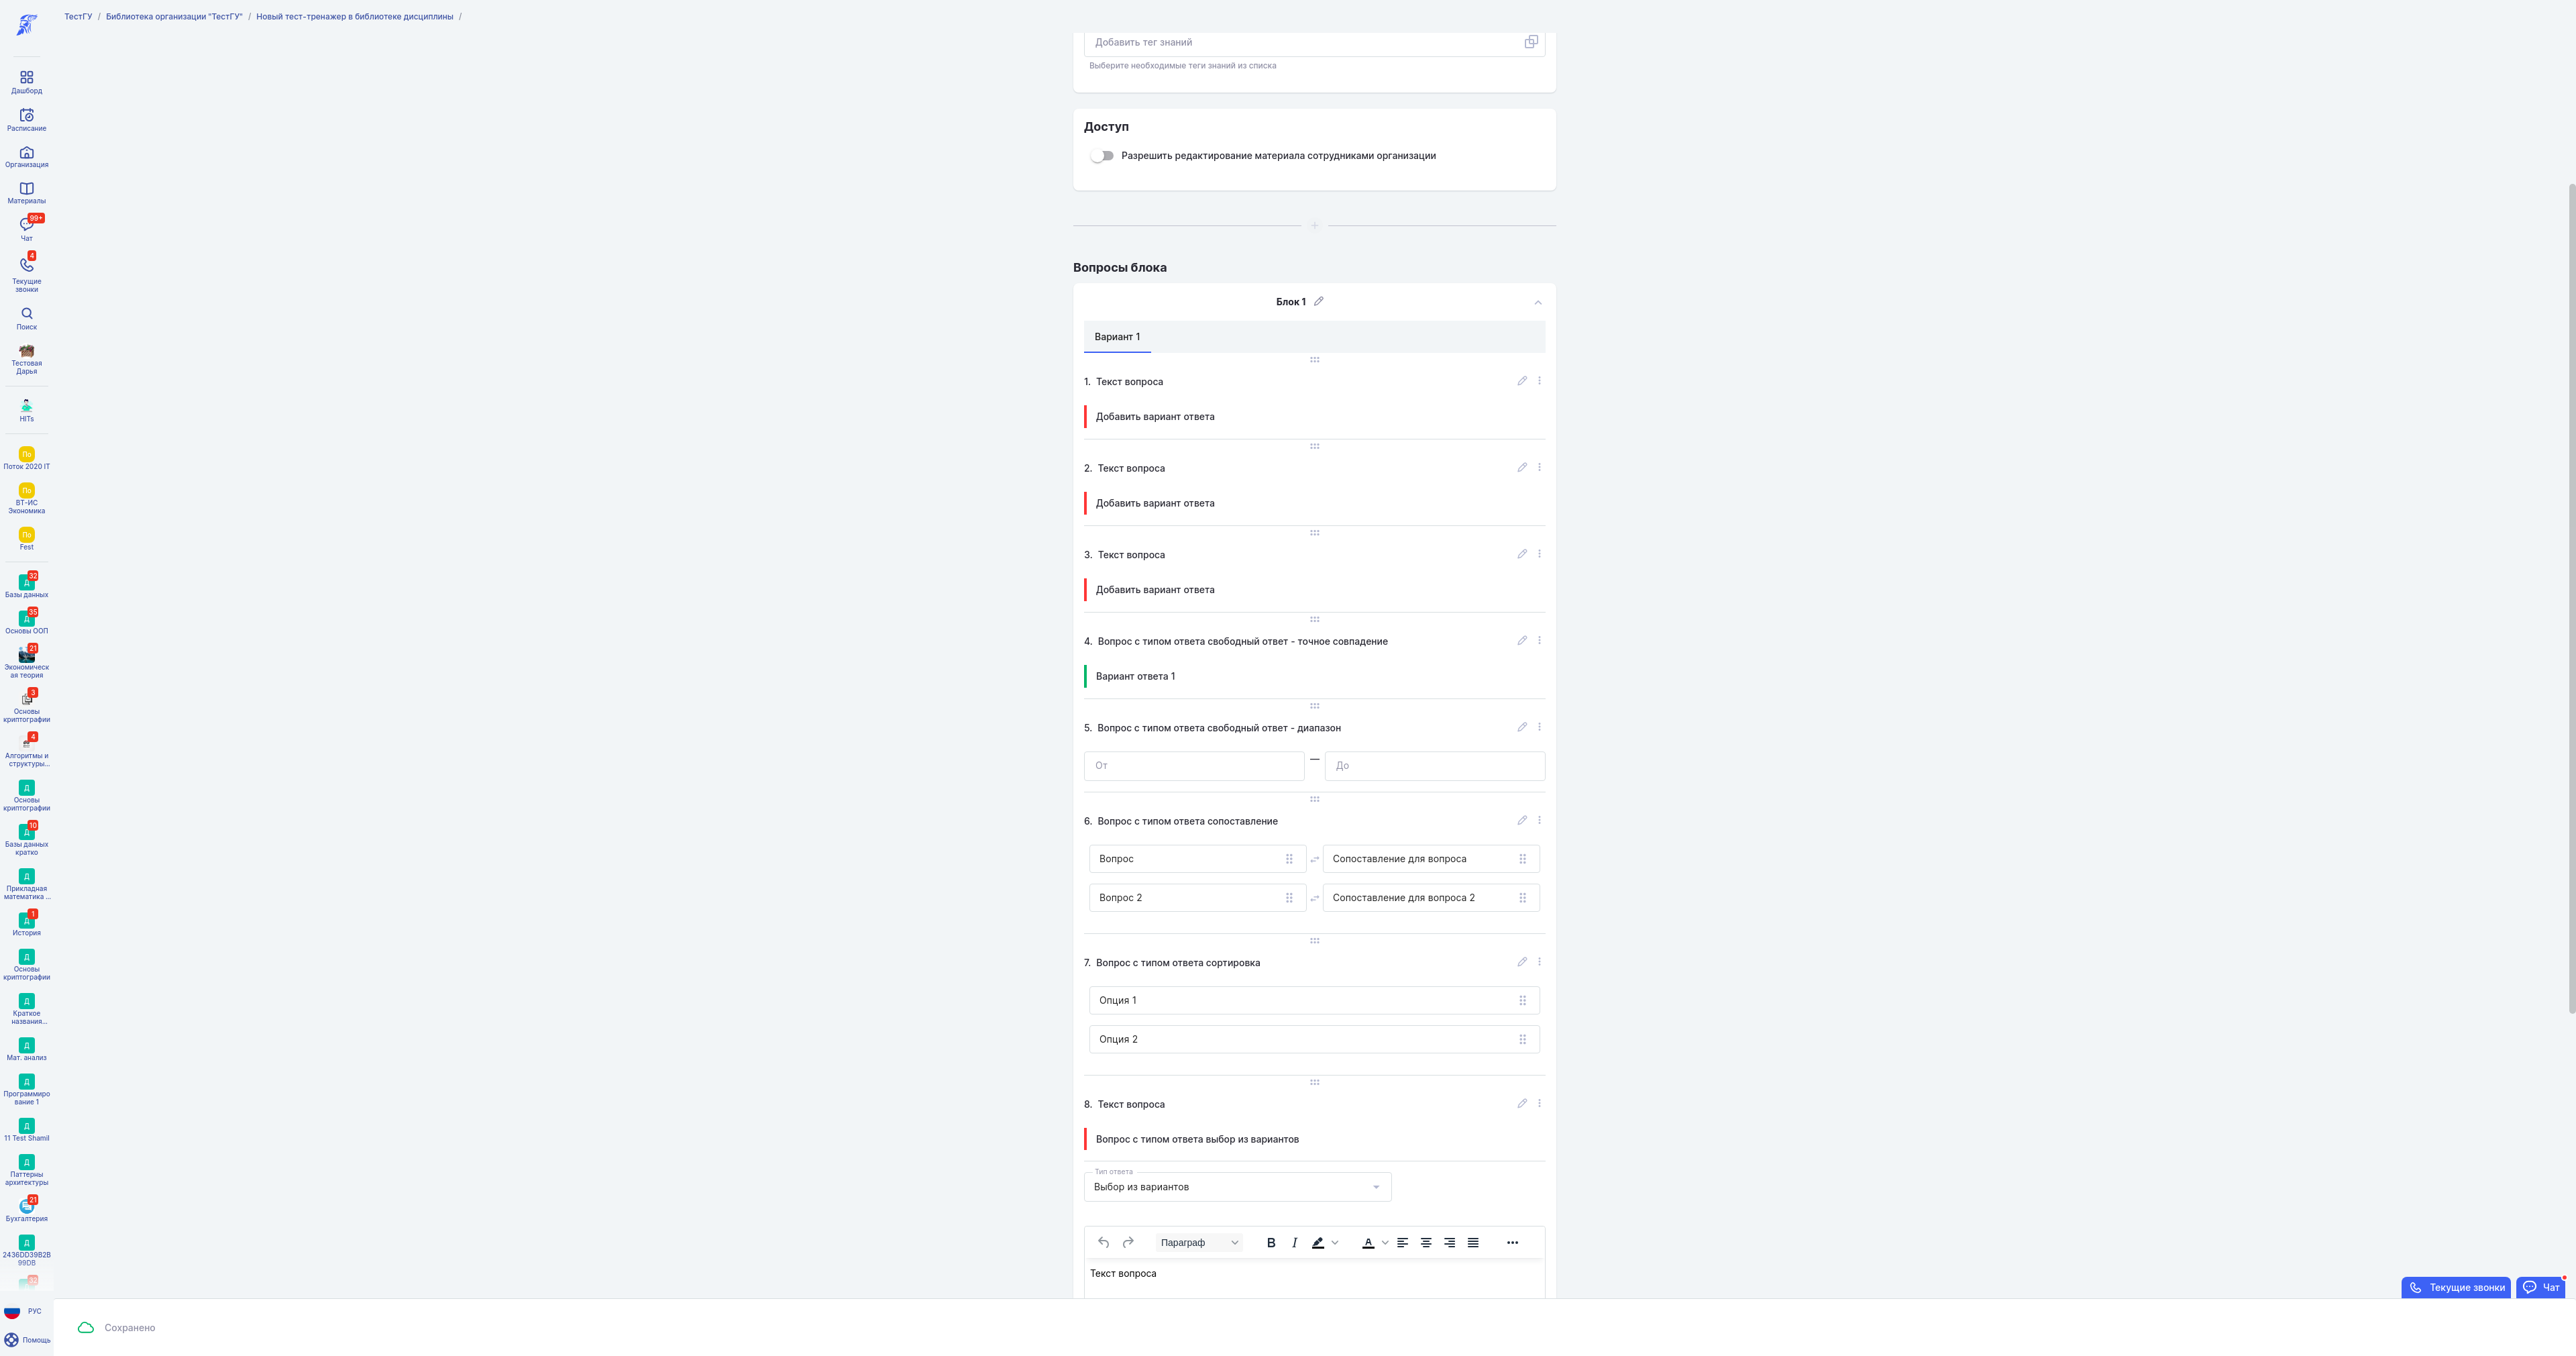 ТестГУ / Библиотека организации "ТестГУ" / Новый тест-тренажер в библиотеке дисциплины /
Дашборд
Расписание
Организация
Материалы
99+
Чат
4
Текущие
звонки
Поиск
Тестовая
Дарья
HITs
По
Поток 2020 IT
По
ВТ-ИС
Экономика
По
Fest
Д 32
Базы данных
Д 35
Основы ООП
21
Экономическ
ая теория
3
Основы
криптографии
4
Алгоритмы и
структуры...
Д
Основы
криптографии
Д 10
Базы данных
кратко
Д
Прикладная
математика ...
Д 1
История
Д
Основы
криптографии
Д
Краткое
названия...
Д
Мат. анализ
Д
Программиро
вание 1
Д
11 Test Shamil
Д
Паттерны
архитектуры
21
Бухгалтерия
Д
2436DD39B2B
99DB
32
РУС
Помощь
Добавить тег знаний
Выберите необходимые теги знаний из списка
Доступ
Разрешить редактирование материала сотрудниками организации
Вопросы блока
Блок 1
Вариант 1
1. Текст вопроса
Добавить вариант ответа
2. Текст вопроса
Добавить вариант ответа
3. Текст вопроса
Добавить вариант ответа
4. Вопрос с типом ответа свободный ответ - точное совпадение
Вариант ответа 1
5. Вопрос с типом ответа свободный ответ - диапазон
От — До
6. Вопрос с типом ответа сопоставление
Вопрос Сопоставление для вопроса
Вопрос 2 Сопоставление для вопроса 2
7. Вопрос с типом ответа сортировка
Опция 1
Опция 2
8. Текст вопроса
Вопрос с типом ответа выбор из вариантов
Тип ответа
Выбор из вариантов
Параграф B I A
Текст вопроса
Текущие звонки Чат
Сохранено